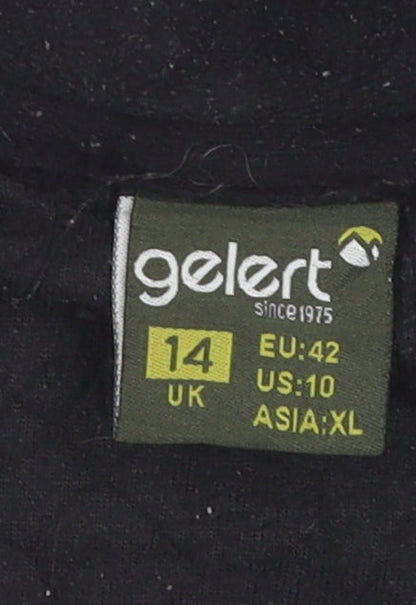 gelert
since1975
14
UK
EU:42
US:10
ASIA:XL